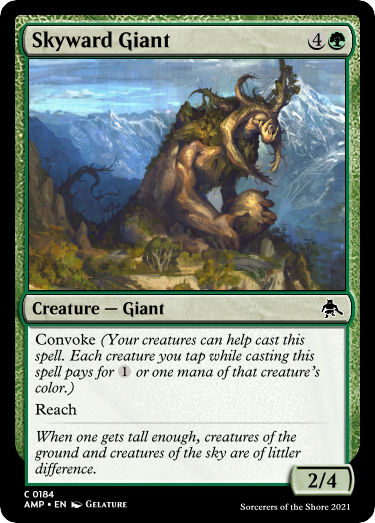 Skyward Giant 4
Creature — Giant
Convoke (Your creatures can help cast this
spell. Each creature you tap while casting this
spell pays for 1 or one mana of that creature's
color.)
Reach
When one gets tall enough, creatures of the
ground and creatures of the sky are of littler
difference.
2/4
C 0184
AMP • EN Gelature
Sorcerers of the Shore 2021